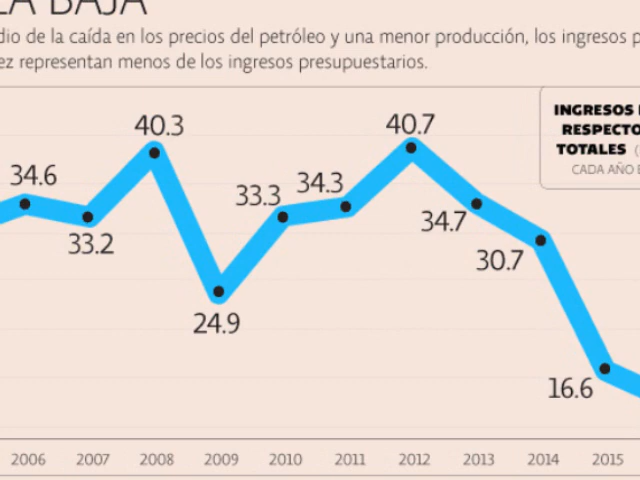 LA BAJA
dio de la caída en los precios del petróleo y una menor producción, los ingresos p
ez representan menos de los ingresos presupuestarios.
INGRESOS
RESPECTO
TOTALES (
CADA AÑO E
40.3
40.7
34.6
33.3
34.3
33.2
34.7
30.7
24.9
16.6
2006 2007 2008 2009 2010 2011 2012 2013 2014 2015